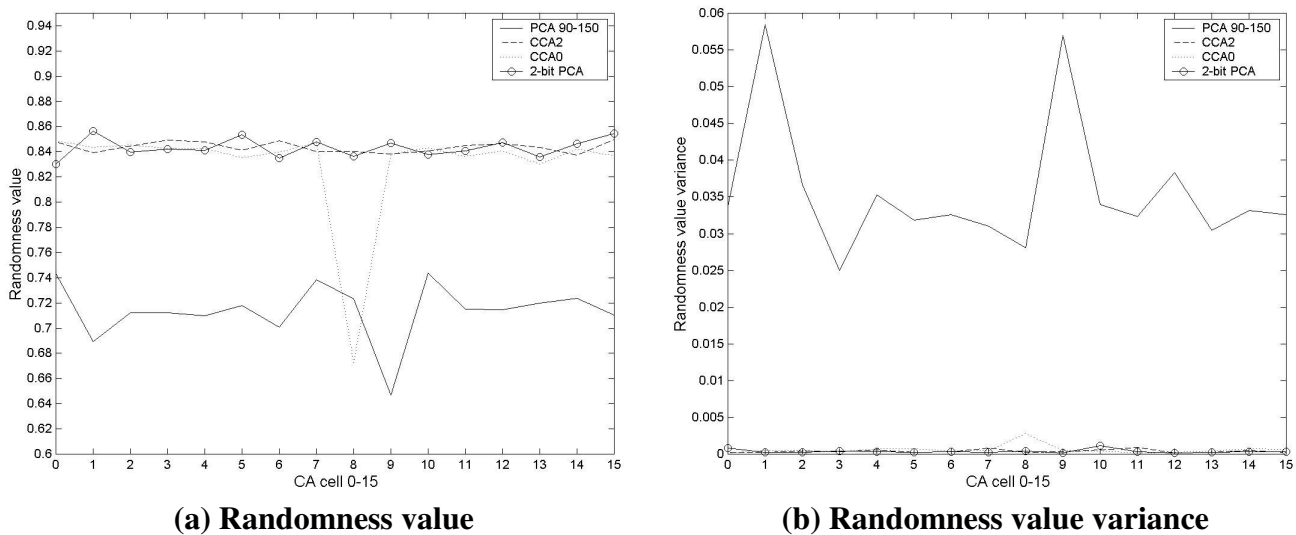 0.94
0.92
0.9
0.88
0.86
0.84
0.82
0.8
0.78
0.76
0.74
0.72
0.7
0.68
0.66
0.64
0.62
0.6
Randomness value
0 1 2 3 4 5 6 7 8 9 10 11 12 13 14 15
CA cell 0-15
PCA 90-150
CCA2
CCA0
2-bit PCA
(a) Randomness value
0.06
0.055
0.05
0.045
0.04
0.035
0.03
0.025
0.02
0.015
0.01
0.005
0
Randomness value variance
0 1 2 3 4 5 6 7 8 9 10 11 12 13 14 15
CA cell 0-15
PCA 90-150
CCA2
CCA0
2-bit PCA
(b) Randomness value variance